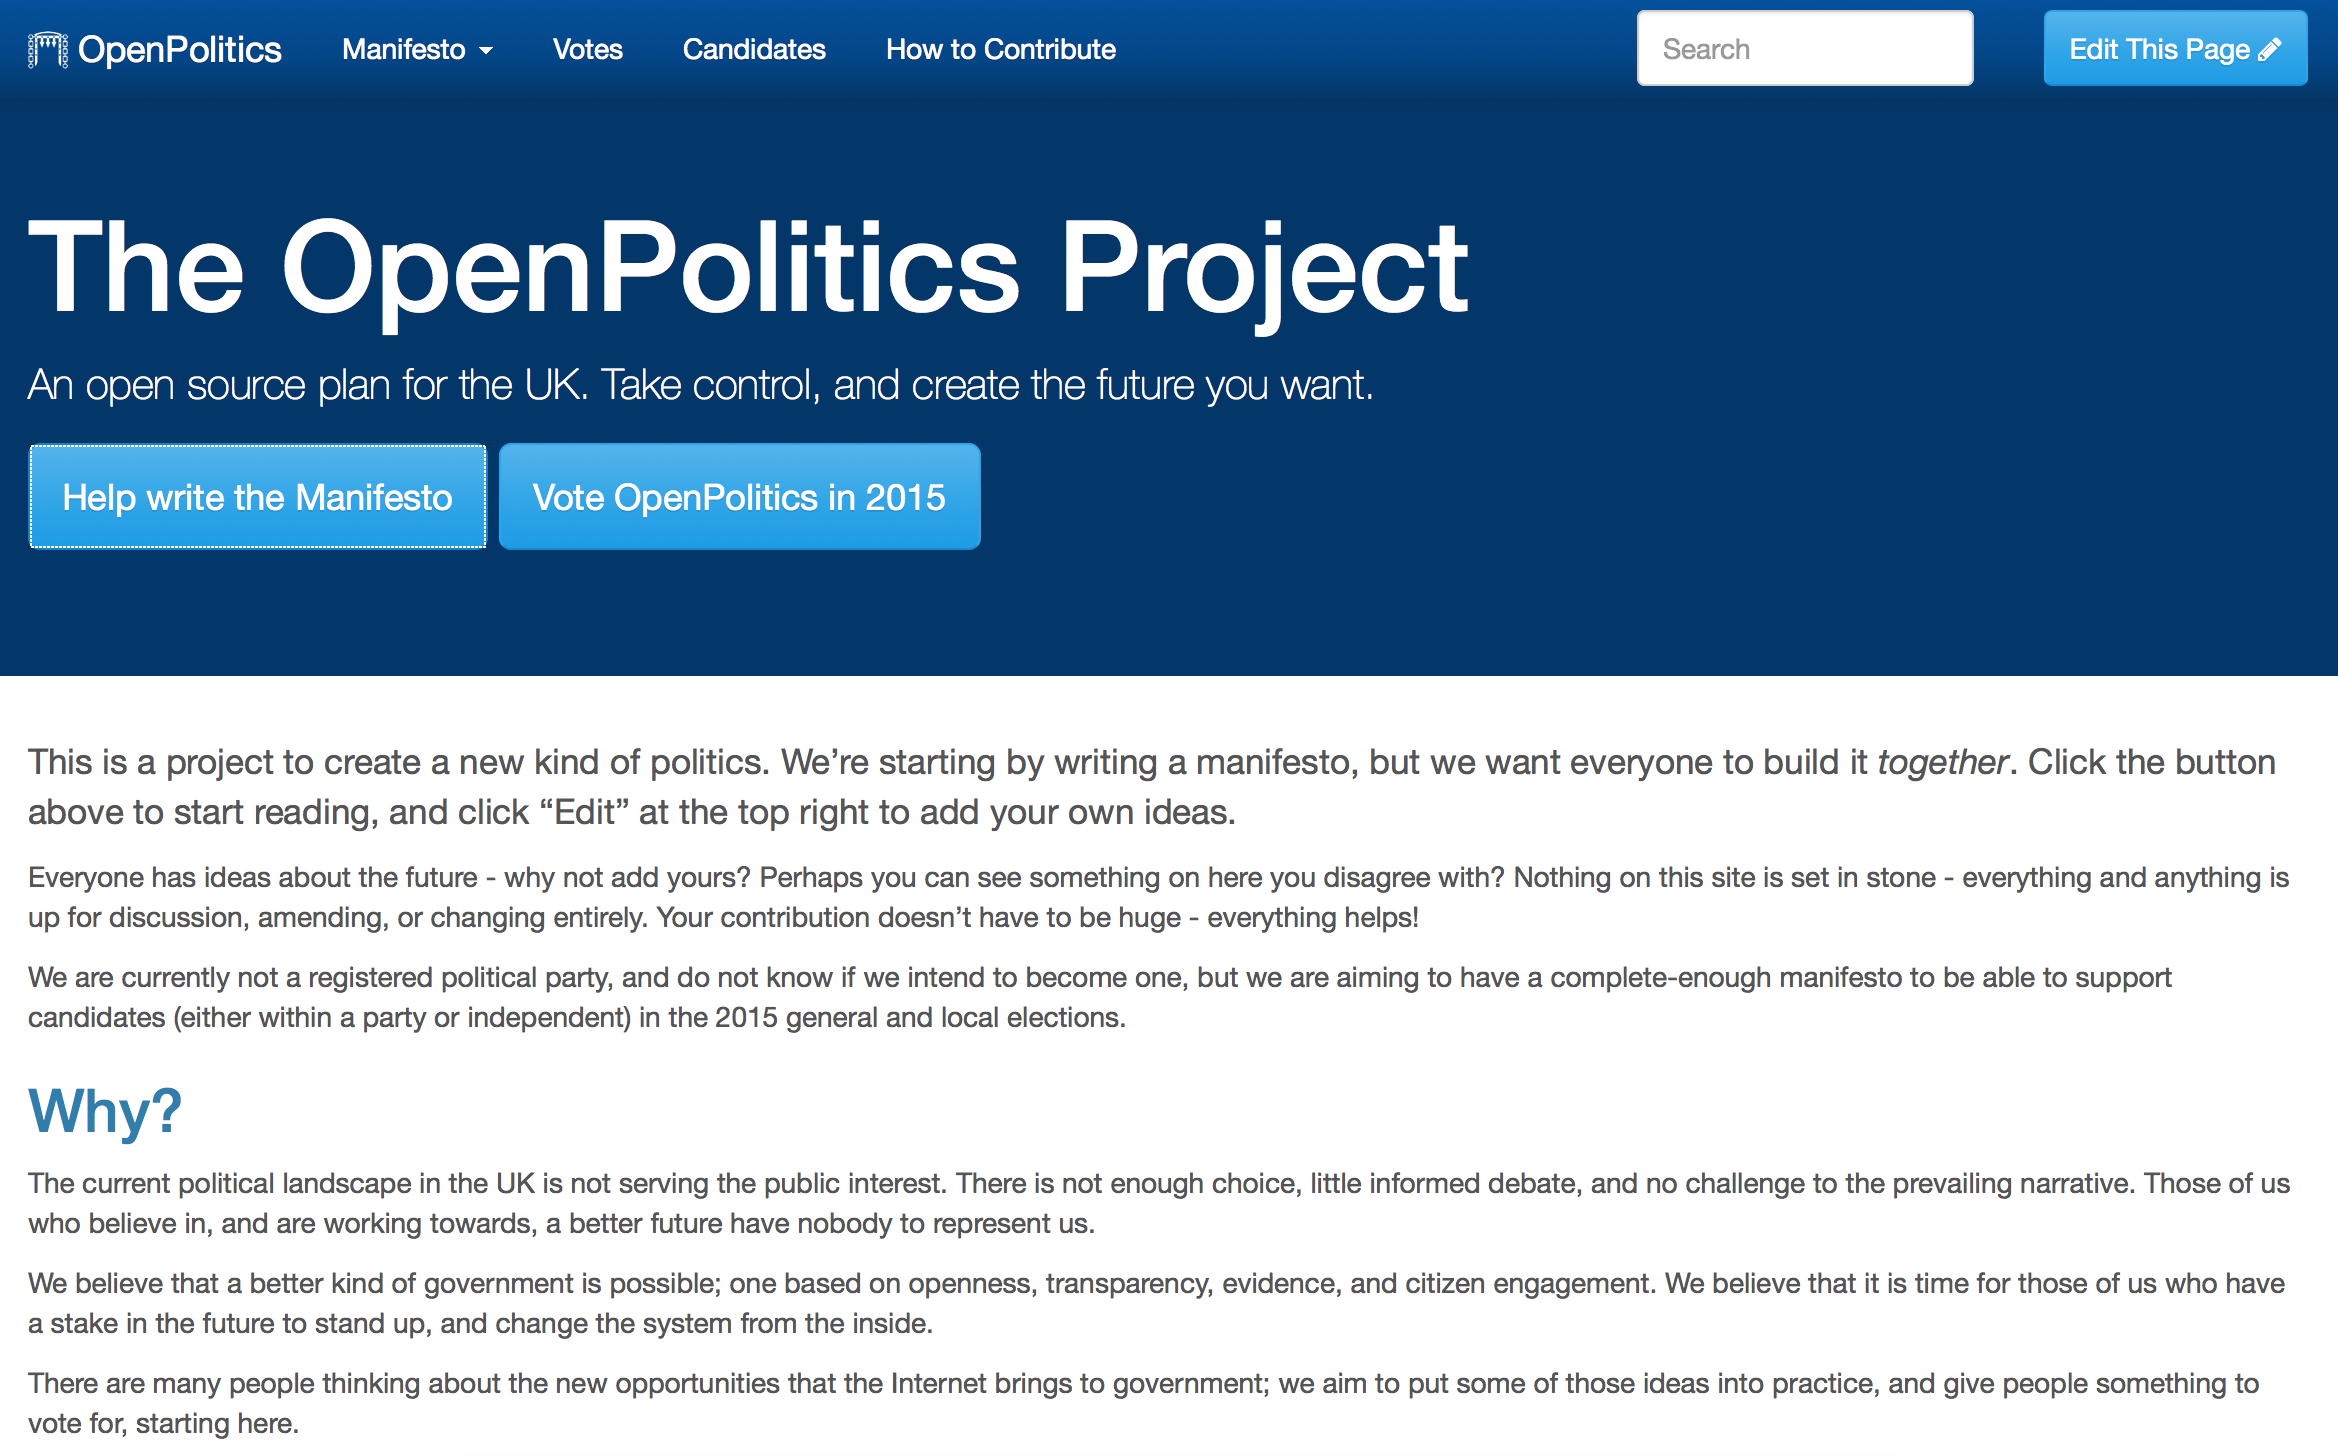 OpenPolitics
Manifesto
Votes
Candidates
How to Contribute
Search
Edit This Page
The OpenPolitics Project
An open source plan for the UK. Take control, and create the future you want.
Help write the Manifesto
Vote OpenPolitics in 2015
This is a project to create a new kind of politics. We’re starting by writing a manifesto, but we want everyone to build it together. Click the button
above to start reading, and click “Edit” at the top right to add your own ideas.
Everyone has ideas about the future - why not add yours? Perhaps you can see something on here you disagree with? Nothing on this site is set in stone - everything and anything is
up for discussion, amending, or changing entirely. Your contribution doesn’t have to be huge - everything helps!
We are currently not a registered political party, and do not know if we intend to become one, but we are aiming to have a complete-enough manifesto to be able to support
candidates (either within a party or independent) in the 2015 general and local elections.
Why?
The current political landscape in the UK is not serving the public interest. There is not enough choice, little informed debate, and no challenge to the prevailing narrative. Those of us
who believe in, and are working towards, a better future have nobody to represent us.
We believe that a better kind of government is possible; one based on openness, transparency, evidence, and citizen engagement. We believe that it is time for those of us who have
a stake in the future to stand up, and change the system from the inside.
There are many people thinking about the new opportunities that the Internet brings to government; we aim to put some of those ideas into practice, and give people something to
vote for, starting here.